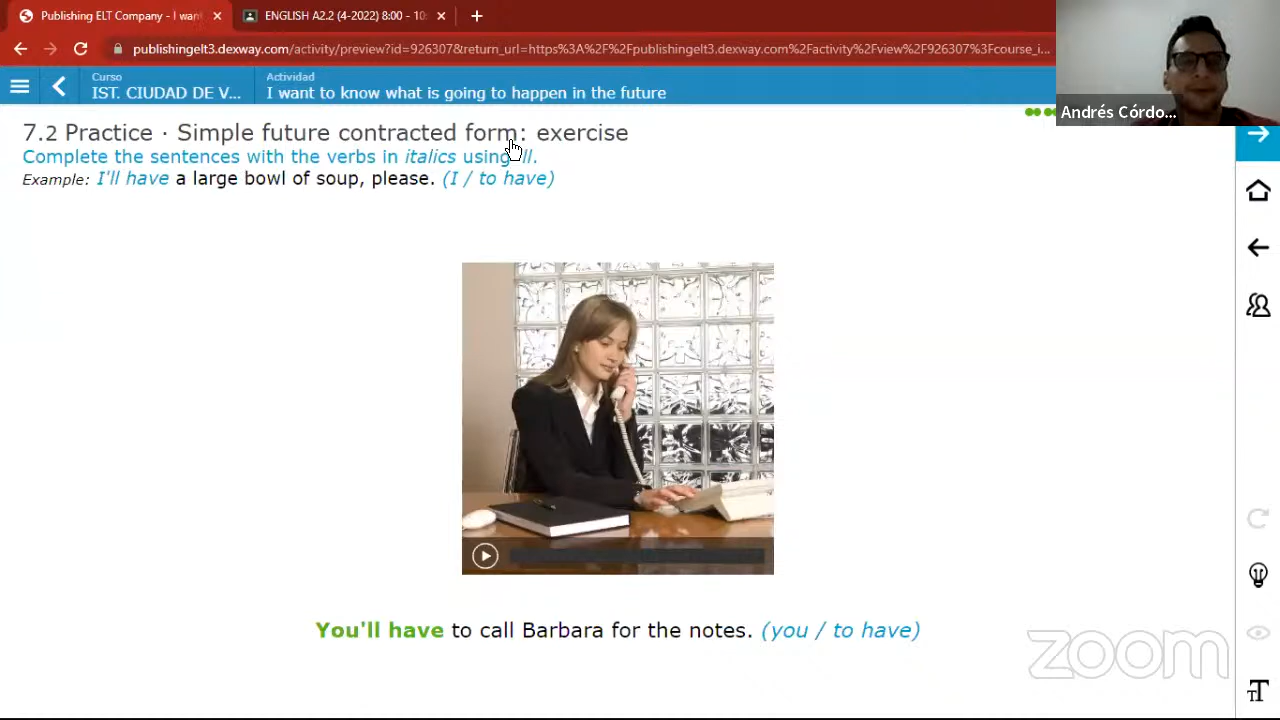 Publishing ELT Company - I wan
ENGLISH A2.2 (4-2022) 8:00 - 10:
publishingelt3.dexway.com/activity/preview?id=926307&return_url=https%3A%2F%2Fpublishingelt3.dexway.com%2Factivity%2Fview%2F926307%3Fcourse_i...
Curso
IST. CIUDAD DE V...
Actividad
I want to know what is going to happen in the future
Andrés Córdo...
7.2 Practice · Simple future contracted form: exercise
Complete the sentences with the verbs in italics using 'll.
Example: I'll have a large bowl of soup, please. (I / to have)
You'll have to call Barbara for the notes. (you / to have)
zoom
TT